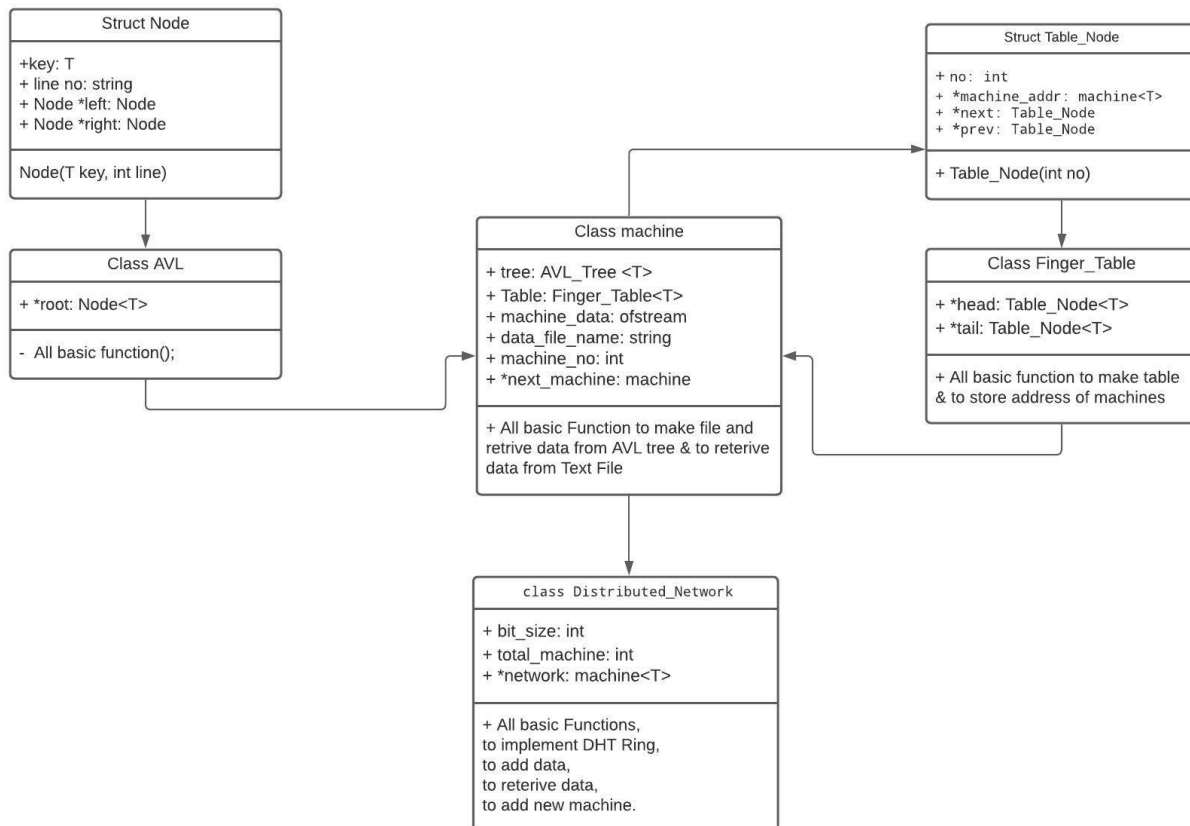 Struct Node
+key: T
+ line no: string
+ Node *left: Node
+ Node *right: Node
Node(T key, int line)
Class AVL
+ *root: Node<T>
- All basic function();
Class machine
+ tree: AVL_Tree <T>
+ Table: Finger_Table<T>
+ machine_data: ofstream
+ data_file_name: string
+ machine_no: int
+ *next_machine: machine
+ All basic Function to make file and
retrive data from AVL tree & to reterive
data from Text File
Struct Table_Node
+ no: int
+ *machine_addr: machine<T>
+ *next: Table_Node
+ *prev: Table_Node
+ Table_Node(int no)
Class Finger_Table
+ *head: Table_Node<T>
+ *tail: Table_Node<T>
+ All basic function to make table
& to store address of machines
class Distributed_Network
+ bit_size: int
+ total_machine: int
+ *network: machine<T>
+ All basic Functions,
to implement DHT Ring,
to add data,
to reterive data,
to add new machine.